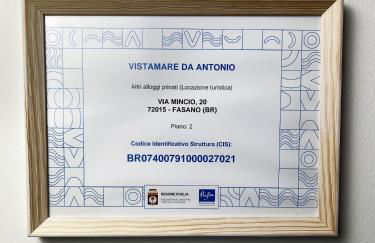 VISTAMARE DA ANTONIO
Altri alloggi privati (Locazione turistica)
VIA MINCIO, 20
72015 - FASANO (BR)
Piano: 2
Codice Identificativo Struttura (CIS):
BR07400791000027021
REGIONE PUGLIA